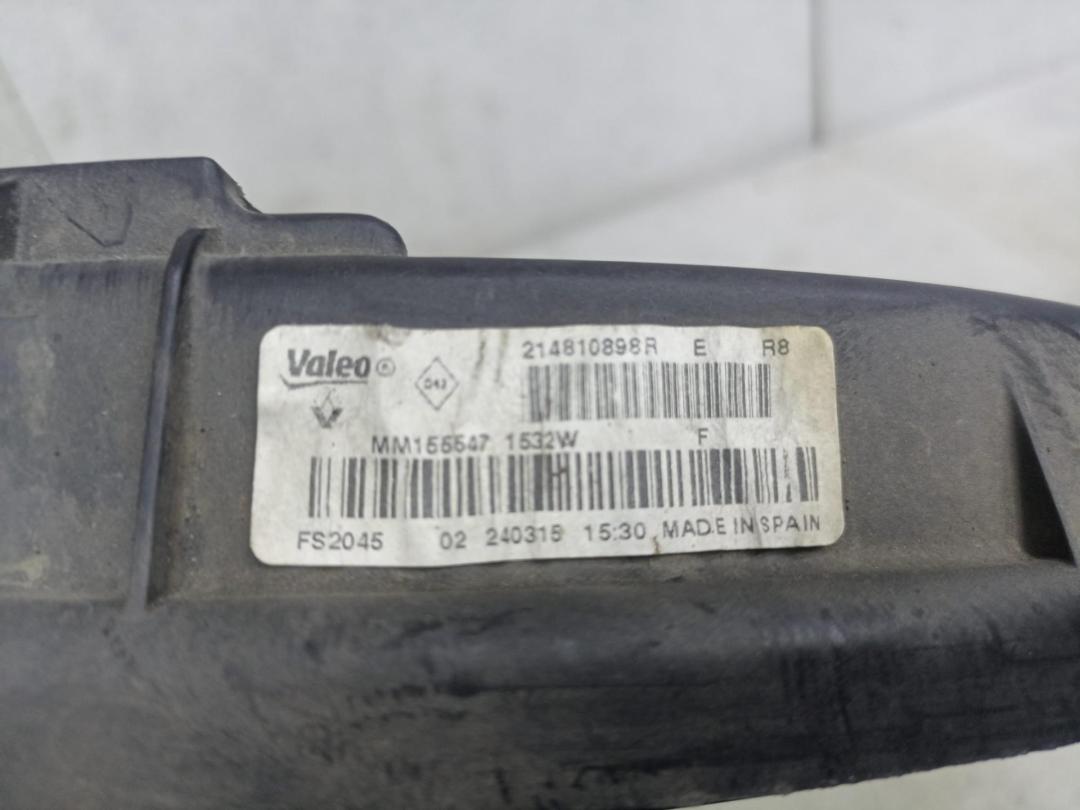 Valeo ® 214810898R E R8
MM155547 1532W F
FS2045 02 240315 15:30 MADE IN SPAIN